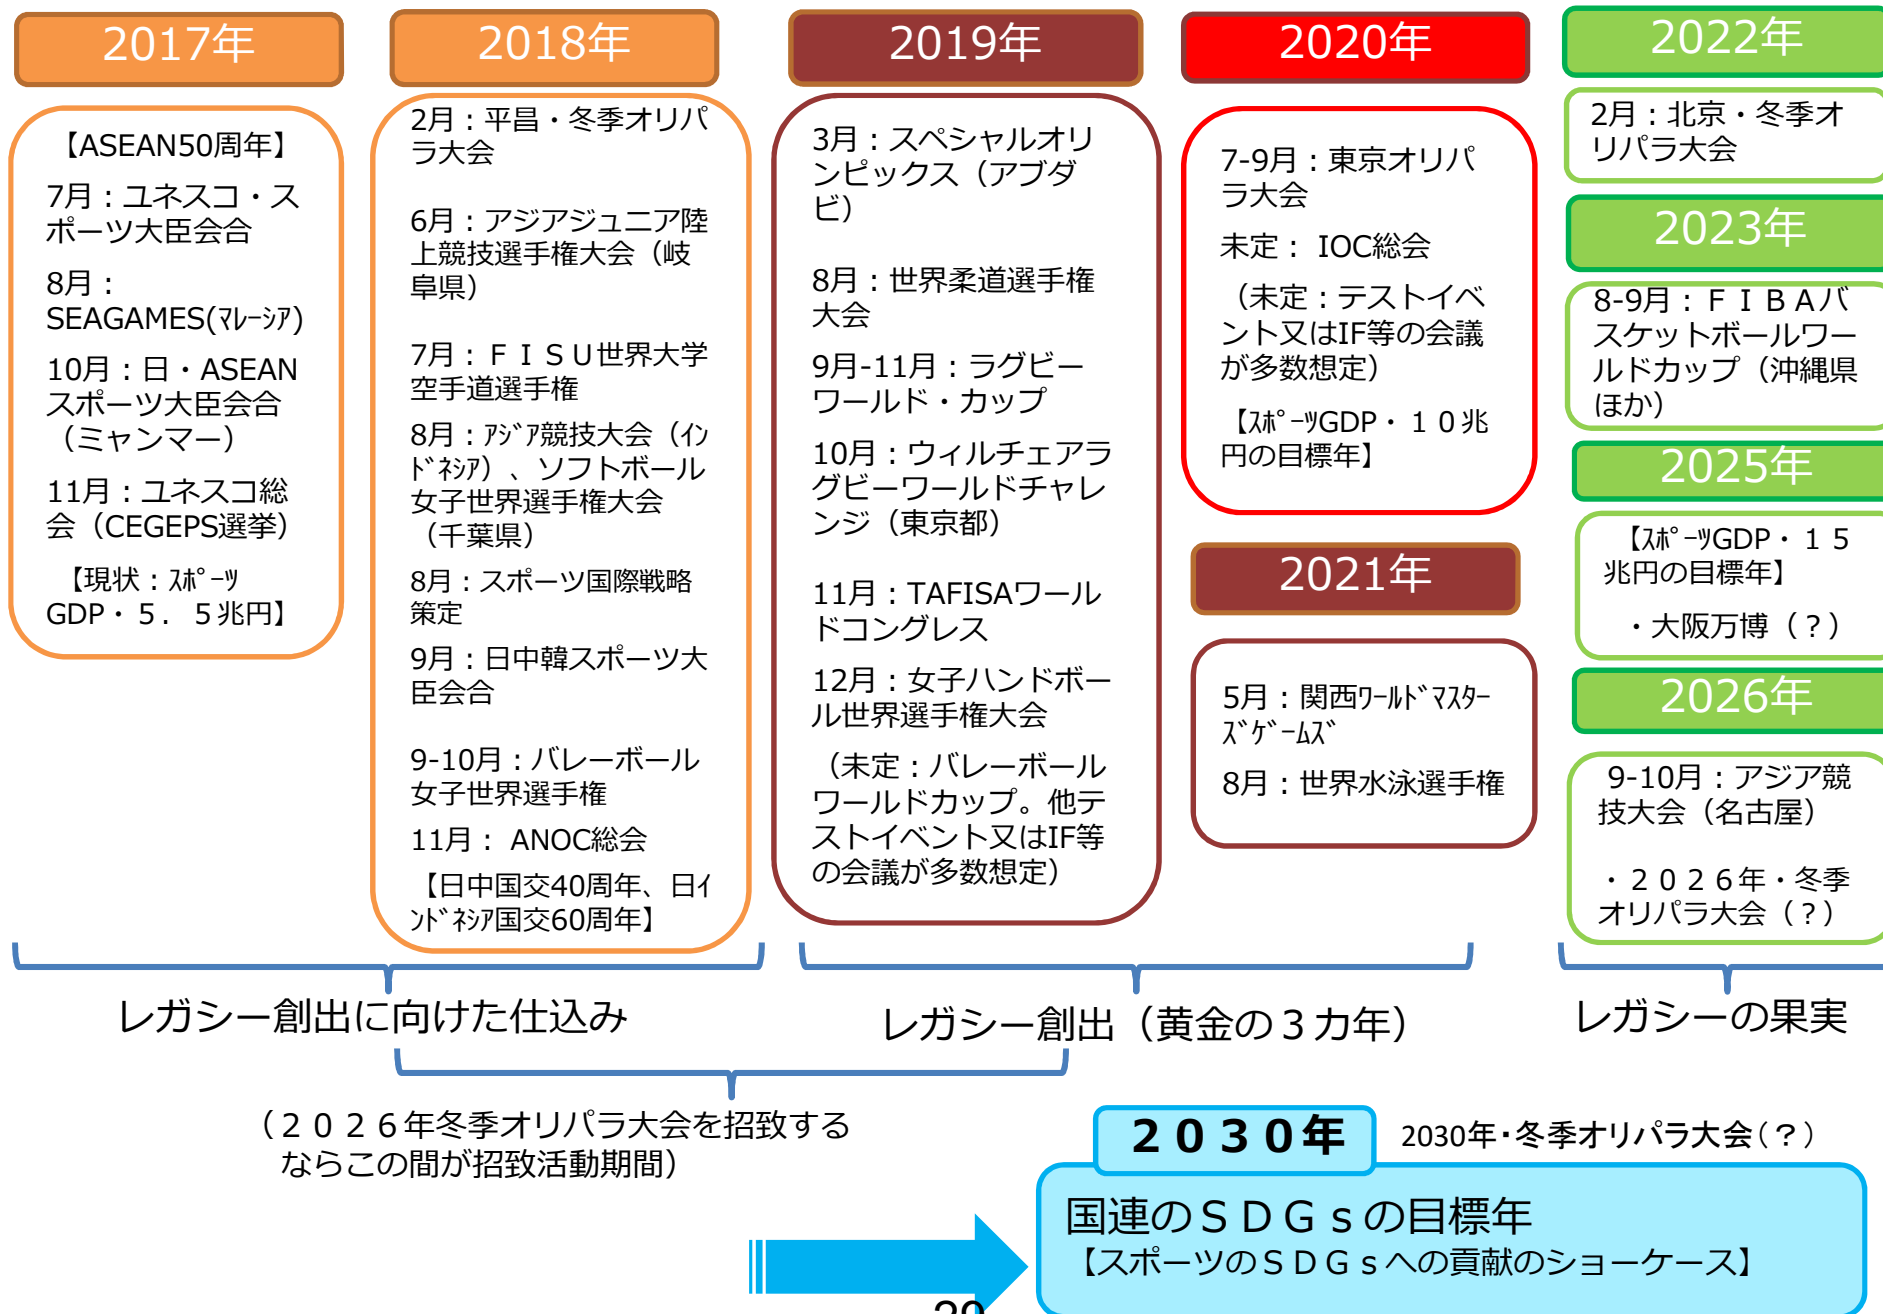 2017年
【ASEAN50周年】
7月：ユネスコ・ス
ポーツ大臣会合
8月：
SEAGAMES(ﾏﾚｰｼｱ)
10月：日・ASEAN
スポーツ大臣会合
（ミャンマー）
11月：ユネスコ総
会（CEGEPS選挙）
【現状：ｽﾎﾟｰﾂ
GDP・５．５兆円】
2018年
2月：平昌・冬季オリパ
ラ大会
6月：アジアジュニア陸
上競技選手権大会（岐
阜県）
7月：ＦＩＳＵ世界大学
空手道選手権
8月：ｱｼﾞｱ競技大会（ｲﾝ
ﾄﾞﾈｼｱ）、ソフトボール
女子世界選手権大会
（千葉県）
8月：スポーツ国際戦略
策定
9月：日中韓スポーツ大
臣会合
9-10月：バレーボール
女子世界選手権
11月： ANOC総会
【日中国交40周年、日ｲ
ﾝﾄﾞﾈｼｱ国交60周年】
2019年
3月：スペシャルオリ
ンピックス（アブダ
ビ）
8月：世界柔道選手権
大会
9月-11月：ラグビー
ワールド・カップ
10月：ウィルチェアラ
グビーワールドチャレ
ンジ（東京都）
11月：TAFISAワール
ドコングレス
12月：女子ハンドボー
ル世界選手権大会
（未定：バレーボール
ワールドカップ。他テ
ストイベント又はIF等
の会議が多数想定）
2020年
7-9月：東京オリパ
ラ大会
未定： IOC総会
（未定：テストイベ
ント又はIF等の会議
が多数想定）
【ｽﾎﾟｰﾂGDP・１０兆
円の目標年】
2021年
5月：関西ﾜｰﾙﾄﾞﾏｽﾀｰ
ｽﾞｹﾞｰﾑｽﾞ
8月：世界水泳選手権
2022年
2月：北京・冬季オ
リパラ大会
2023年
8-9月：ＦＩＢＡバ
スケットボールワー
ルドカップ（沖縄県
ほか）
2025年
【ｽﾎﾟｰﾂGDP・１５
兆円の目標年】
・大阪万博（？）
2026年
9-10月：アジア競
技大会（名古屋）
・２０２６年・冬季
オリパラ大会（？）
レガシー創出に向けた仕込み
レガシー創出（黄金の３カ年）
レガシーの果実
（２０２６年冬季オリパラ大会を招致する
ならこの間が招致活動期間）
２０３０年
2030年・冬季オリパラ大会（？）
国連のＳＤＧｓの目標年
【スポーツのＳＤＧｓへの貢献のショーケース】
29